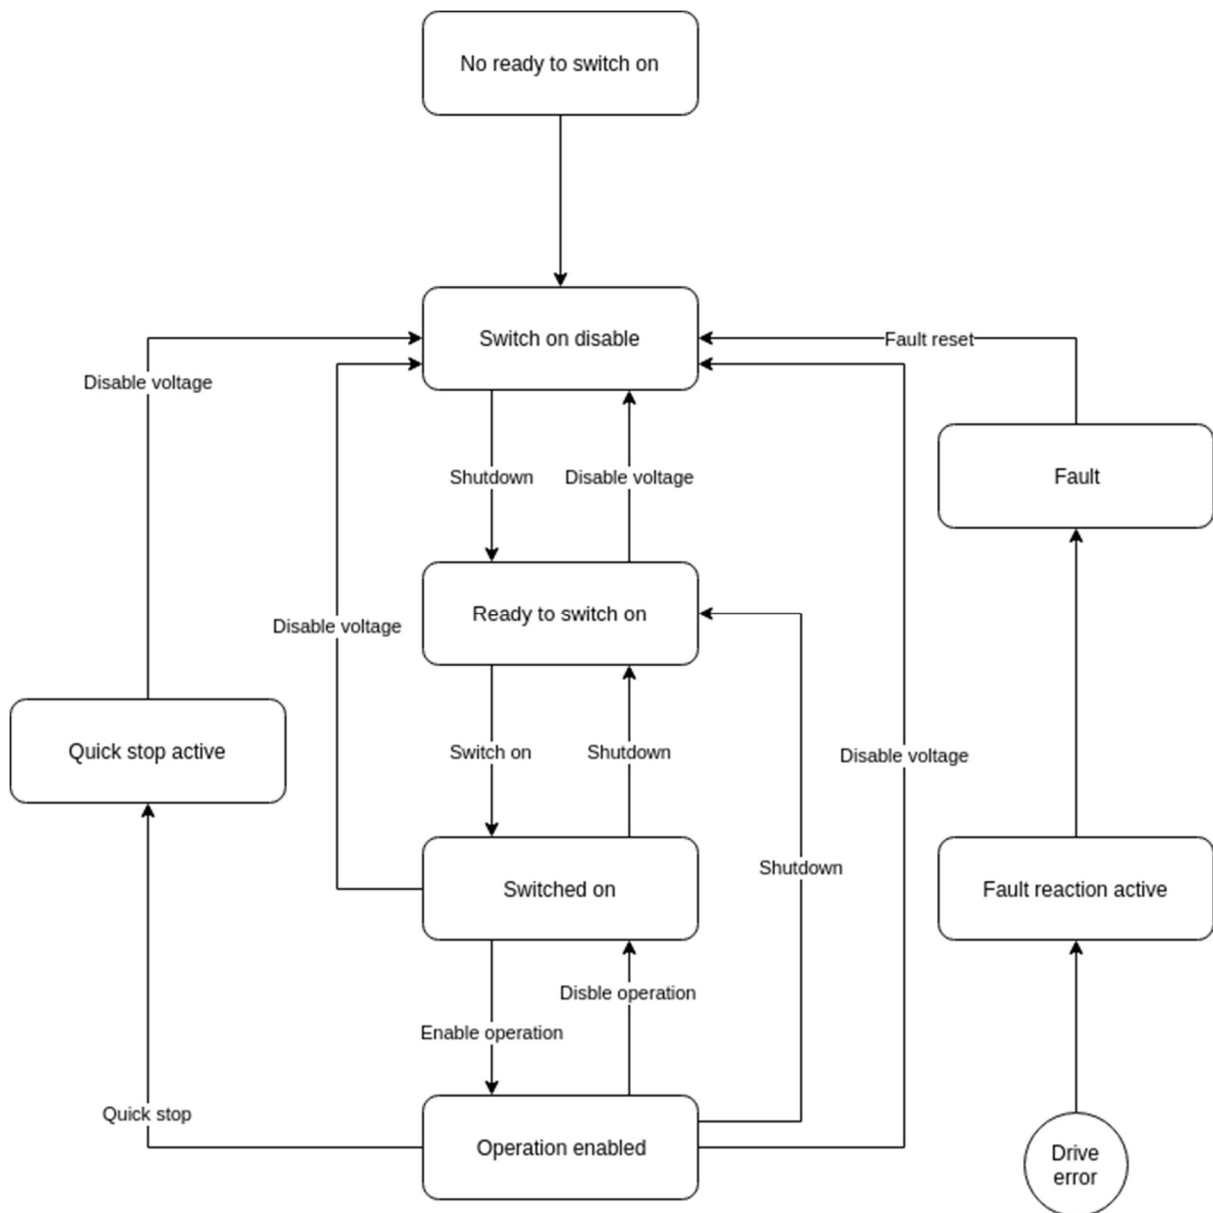 No ready to switch on
Switch on disable
Fault reset
Disable voltage
Shutdown
Disable voltage
Fault
Ready to switch on
Disable voltage
Quick stop active
Switch on
Shutdown
Disable voltage
Shutdown
Switched on
Fault reaction active
Disble operation
Enable operation
Quick stop
Operation enabled
Drive
error